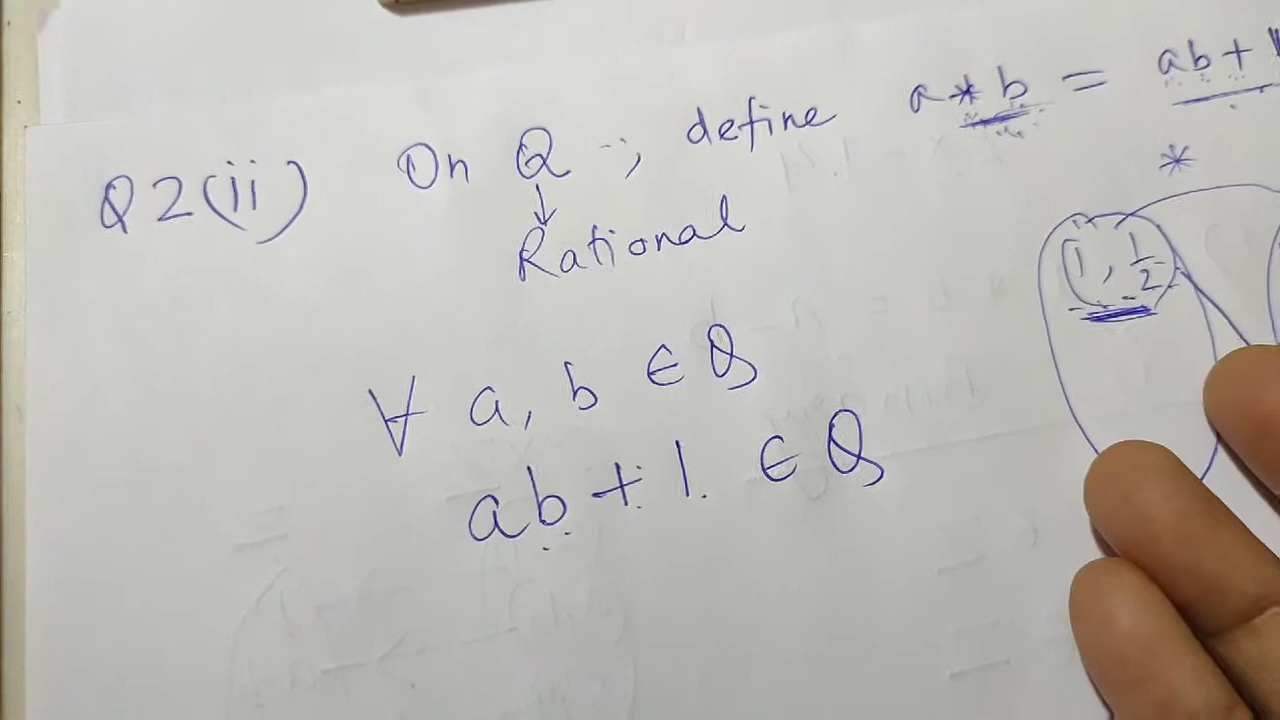 Q2(ii) On Q ; define a * b = ab +
Rational
*
(1, 1/2)
∀ a, b ∈ Q
ab + 1 ∈ Q